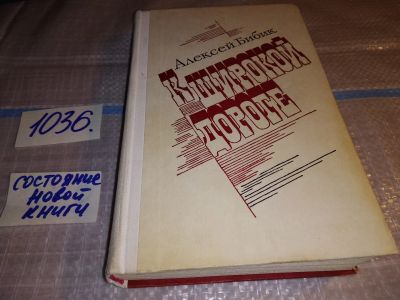 Алексей Бибик
К ШИРОКОЙ
ДОРОГЕ
1036.
состояние
новой
книги